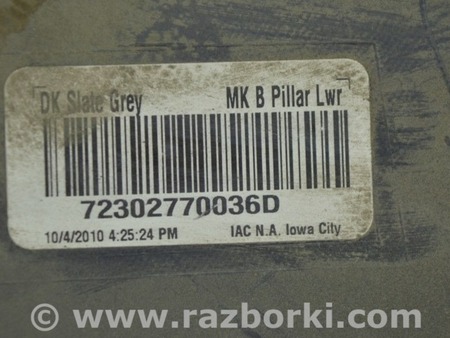 DK Slate Grey MK B Pillar Lwr
72302770036D
10/4/2010 4:25:24 PM IAC N.A. Iowa City
© www.razborki.com